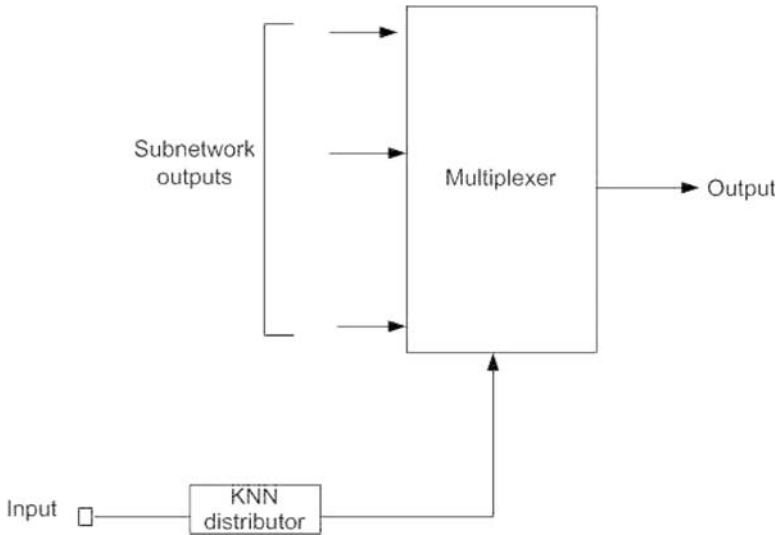 Subnetwork
outputs
Multiplexer
Output
Input
KNN
distributor